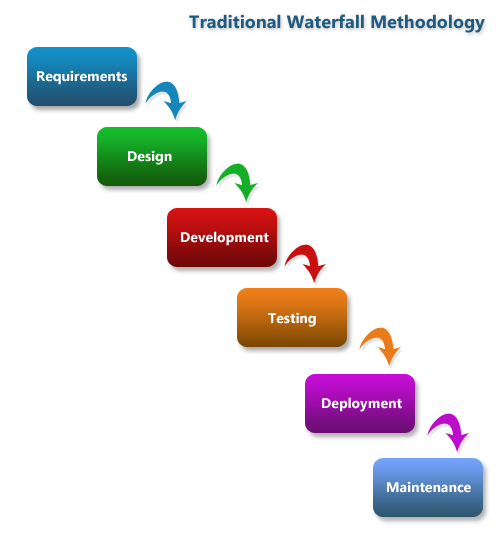 Traditional Waterfall Methodology
Requirements
Design
Development
Testing
Deployment
Maintenance